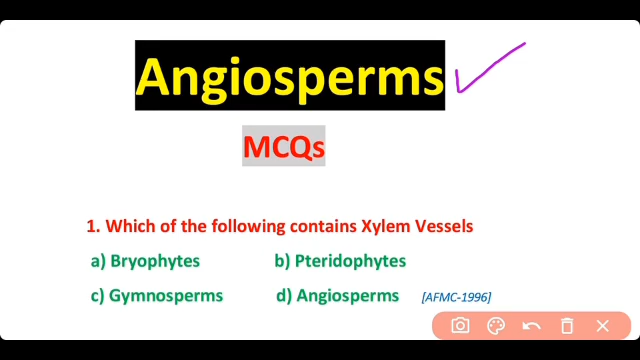 Angiosperms
MCQs
1. Which of the following contains Xylem Vessels
a) Bryophytes b) Pteridophytes
c) Gymnosperms d) Angiosperms [AFMC-1996]